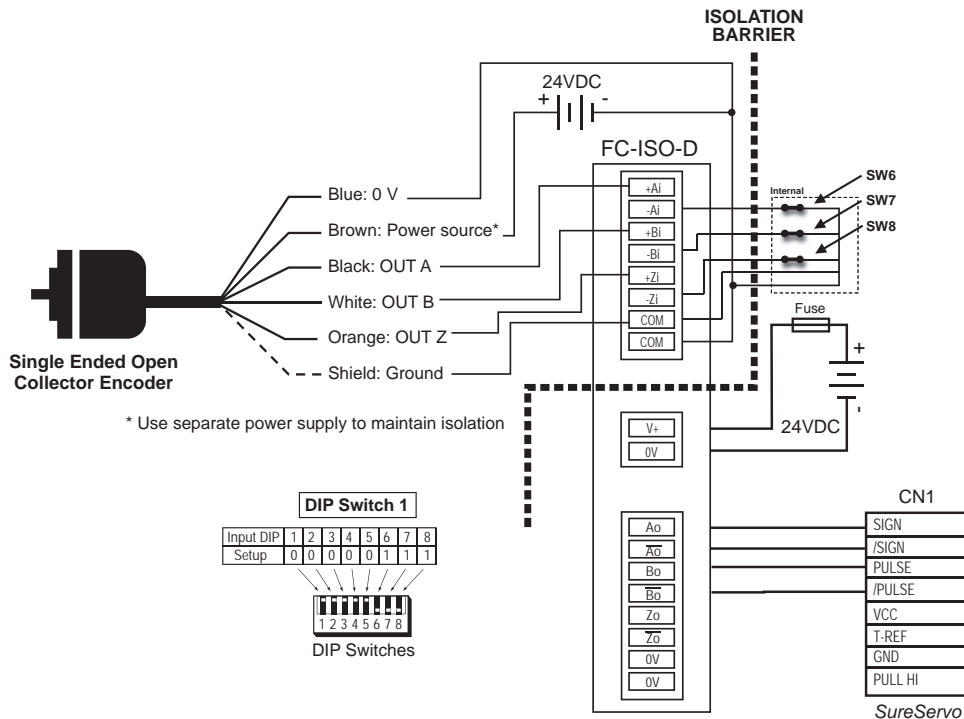 ISOLATION
BARRIER
24VDC
+ -
FC-ISO-D
Blue: 0 V
Brown: Power source*
Black: OUT A
White: OUT B
Orange: OUT Z
Shield: Ground
Single Ended Open
Collector Encoder
* Use separate power supply to maintain isolation
+Ai
-Ai
+Bi
-Bi
+Zi
-Zi
COM
COM
Internal
SW6
SW7
SW8
Fuse
+
-
24VDC
V+
0V
DIP Switch 1
Input DIP 1 2 3 4 5 6 7 8
Setup 0 0 0 0 0 1 1 1
1 2 3 4 5 6 7 8
DIP Switches
Ao
A̅o̅
Bo
B̅o̅
Zo
Z̅o̅
0V
0V
CN1
SIGN
/SIGN
PULSE
/PULSE
VCC
T-REF
GND
PULL HI
SureServo